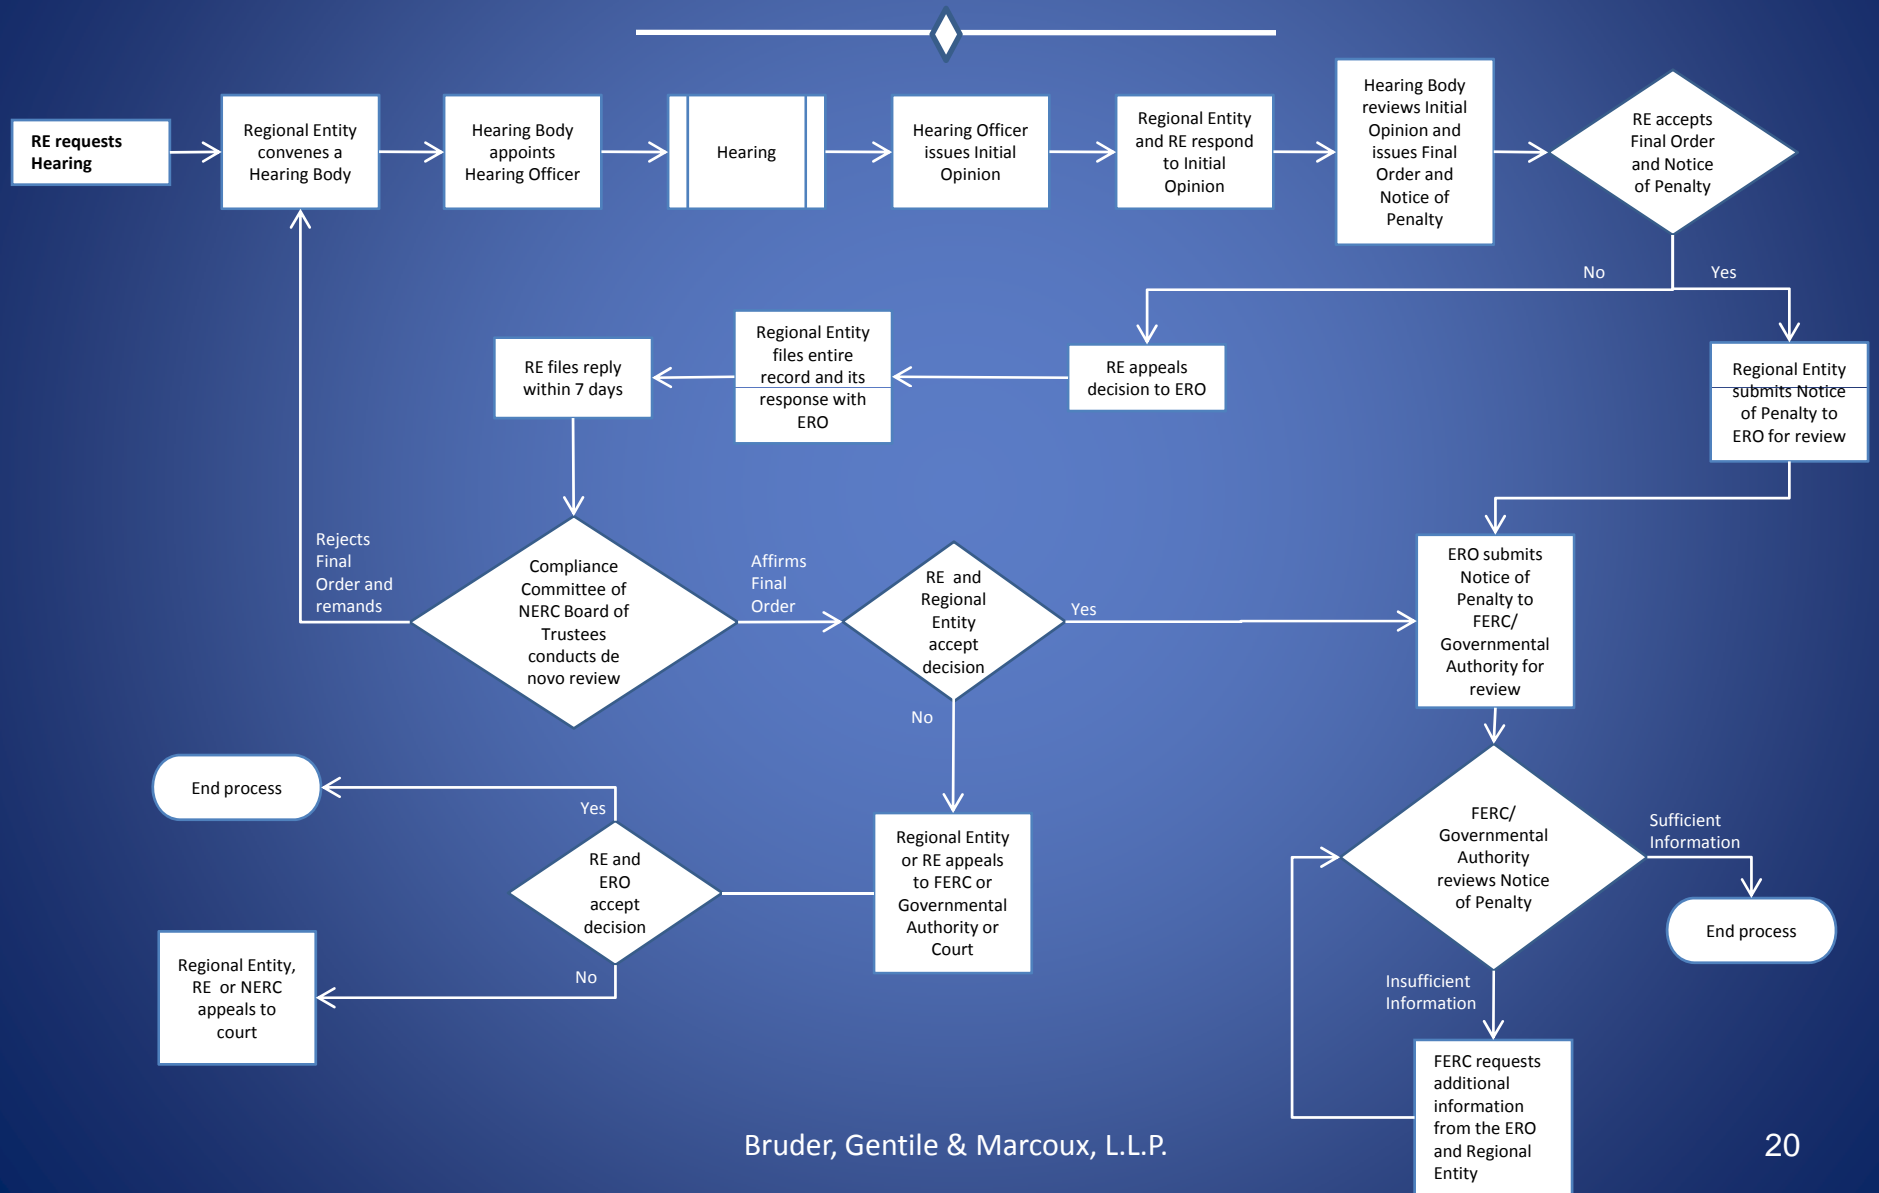 RE requests
Hearing
Regional Entity
convenes a
Hearing Body
Hearing Body
appoints
Hearing Officer
Hearing
Hearing Officer
issues Initial
Opinion
Regional Entity
and RE respond
to Initial
Opinion
Hearing Body
reviews Initial
Opinion and
issues Final
Order and
Notice of
Penalty
RE accepts
Final Order
and Notice
of Penalty
No
Yes
RE files reply
within 7 days
Regional Entity
files entire
record and its
response with
ERO
RE appeals
decision to ERO
Regional Entity
submits Notice
of Penalty to
ERO for review
Rejects
Final
Order and
remands
Compliance
Committee of
NERC Board of
Trustees
conducts de
novo review
Affirms
Final
Order
RE and
Regional
Entity
accept
decision
Yes
ERO submits
Notice of
Penalty to
FERC/
Governmental
Authority for
review
No
End process
Yes
RE and
ERO
accept
decision
Regional Entity
or RE appeals
to FERC or
Governmental
Authority or
Court
FERC/
Governmental
Authority
reviews Notice
of Penalty
Sufficient
Information
End process
Regional Entity,
RE or NERC
appeals to
court
No
Insufficient
Information
FERC requests
additional
information
from the ERO
and Regional
Entity
Bruder, Gentile & Marcoux, L.L.P.
20